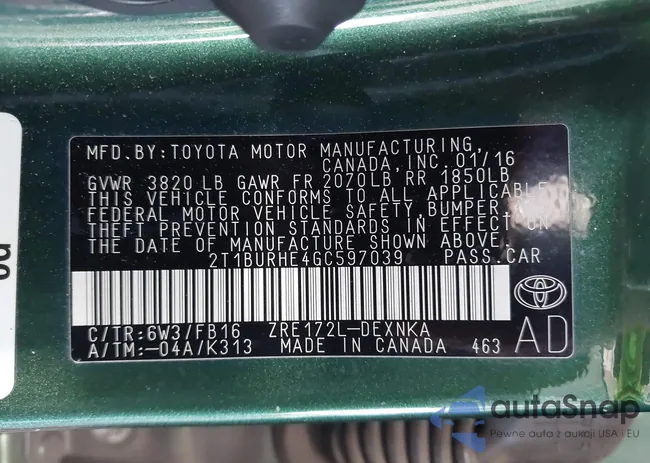 MFD. BY: TOYOTA MOTOR MANUFACTURING,
CANADA, INC. 01/16
GVWR 3820 LB GAWR FR 2070LB RR 1850LB
THIS VEHICLE CONFORMS TO ALL APPLICABLE
FEDERAL MOTOR VEHICLE SAFETY, BUMPER &
THEFT PREVENTION STANDARDS IN EFFECT ON
THE DATE OF MANUFACTURE SHOWN ABOVE.
2T1BURHE4GC597039 PASS. CAR
C/TR:6W3/FB16 ZRE172L-DEXNKA
A/TM:-04A/K313 MADE IN CANADA 463
AD
autoSnap
Pewne auta z aukcji USA i EU